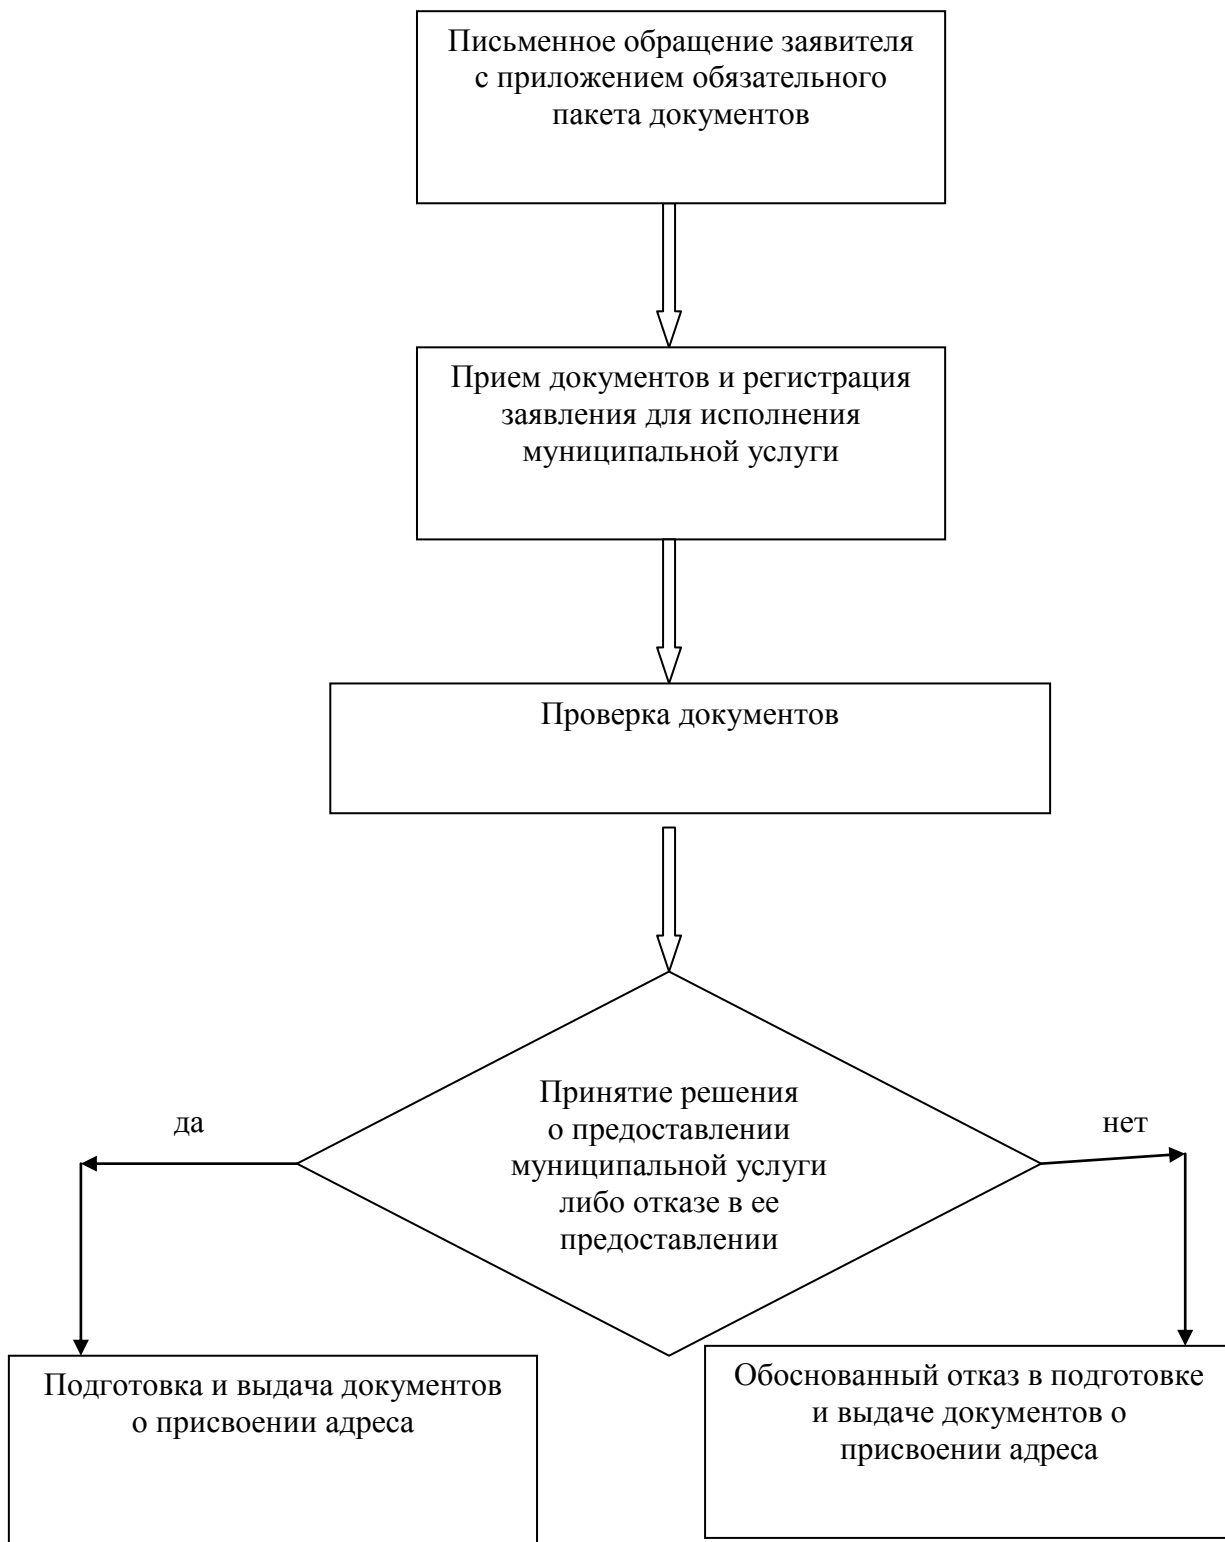 Письменное обращение заявителя
с приложением обязательного
пакета документов
Прием документов и регистрация
заявления для исполнения
муниципальной услуги
Проверка документов
Принятие решения
о предоставлении
муниципальной услуги
либо отказе в ее
предоставлении
да
нет
Подготовка и выдача документов
о присвоении адреса
Обоснованный отказ в подготовке
и выдаче документов о
присвоении адреса